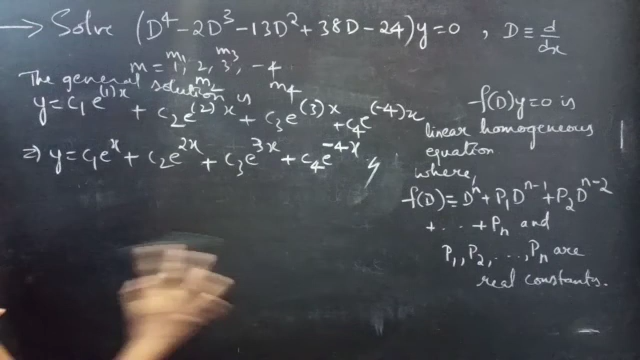 → Solve (D⁴ - 2D³ - 13D² + 38D - 24) y = 0 , D ≡ d/dx
m = 1, 2, 3, -4
m₁ m₂ m₃ m₄
The general solution is
y = c₁e^(1)x + c₂e^(2)x + c₃e^(3)x + c₄e^(-4)x
⇒ y = c₁eˣ + c₂e²ˣ + c₃e³ˣ + c₄e⁻⁴ˣ
f(D)y = 0 is
linear homogeneous
equation
where,
f(D) ≡ Dⁿ + P₁Dⁿ⁻¹ + P₂Dⁿ⁻²
+ ... + Pₙ and
P₁, P₂, ..., Pₙ are
real constants.